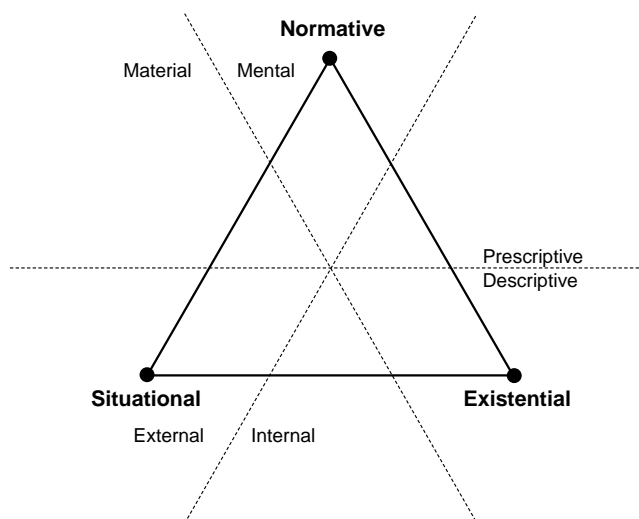 Normative
Material
Mental
Prescriptive
Descriptive
Situational
Existential
External
Internal